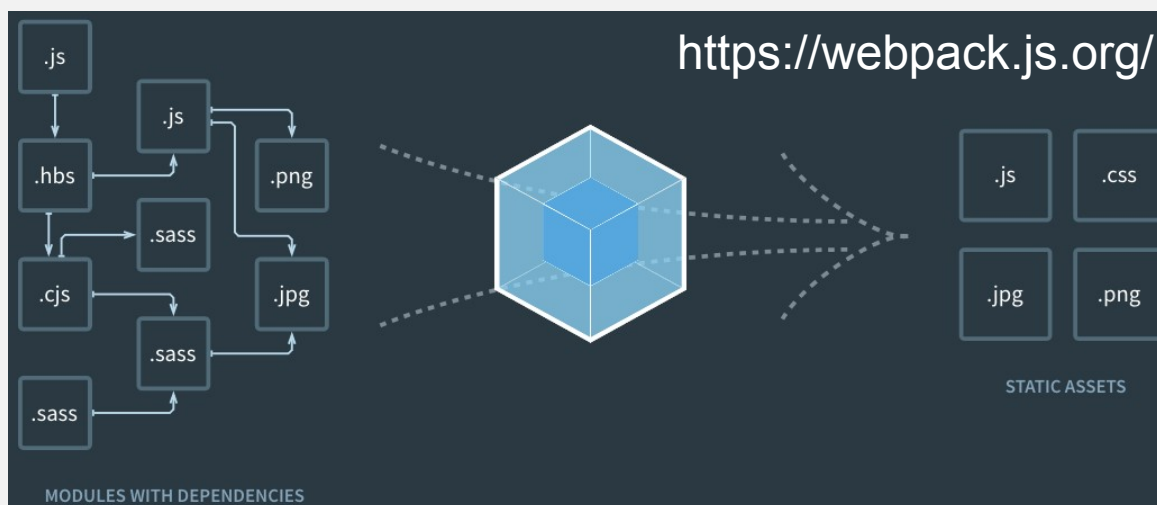 https://webpack.js.org/
.js
.js
.hbs
.png
.sass
.cjs
.jpg
.sass
.sass
MODULES WITH DEPENDENCIES
.js
.css
.jpg
.png
STATIC ASSETS